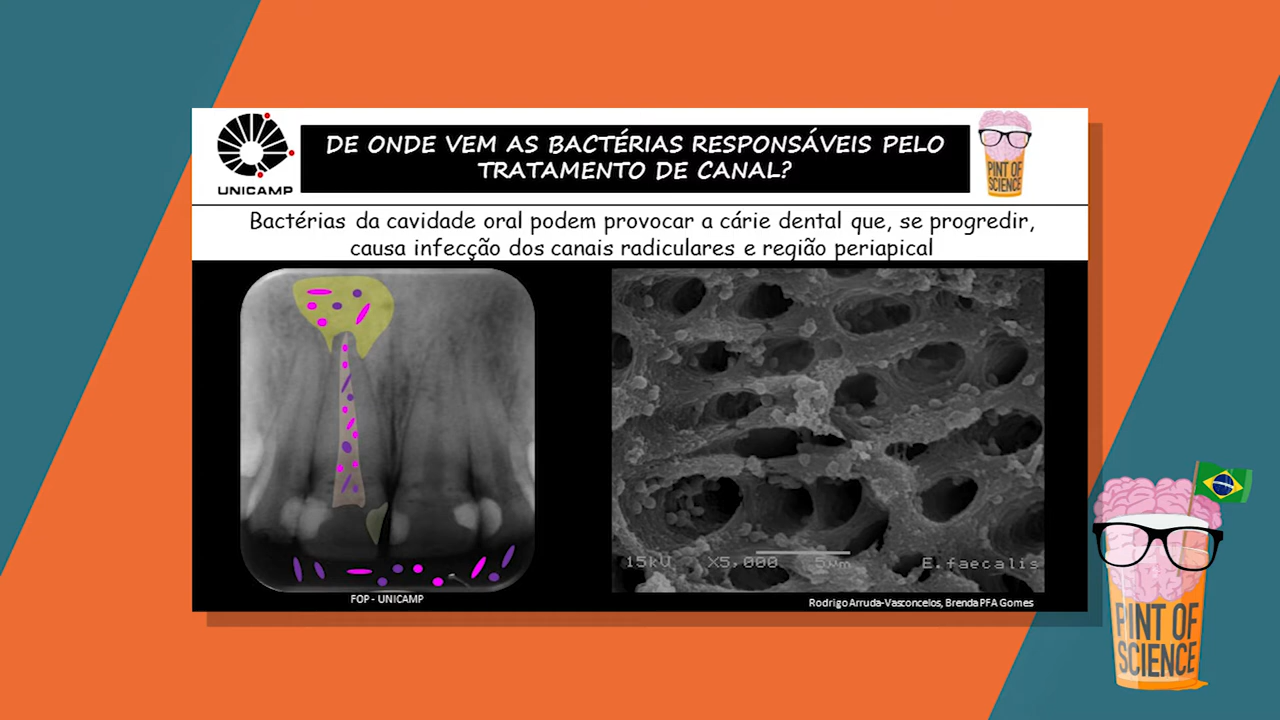 UNICAMP
DE ONDE VEM AS BACTÉRIAS RESPONSÁVEIS PELO
TRATAMENTO DE CANAL?
PINT OF
SCIENCE
Bactérias da cavidade oral podem provocar a cárie dental que, se progredir,
causa infecção dos canais radiculares e região periapical
15kU X5,000 5µm E.faecalis
FOP - UNICAMP
Rodrigo Arruda-Vasconcelos, Brenda PFA Gomes
PINT OF
SCIENCE